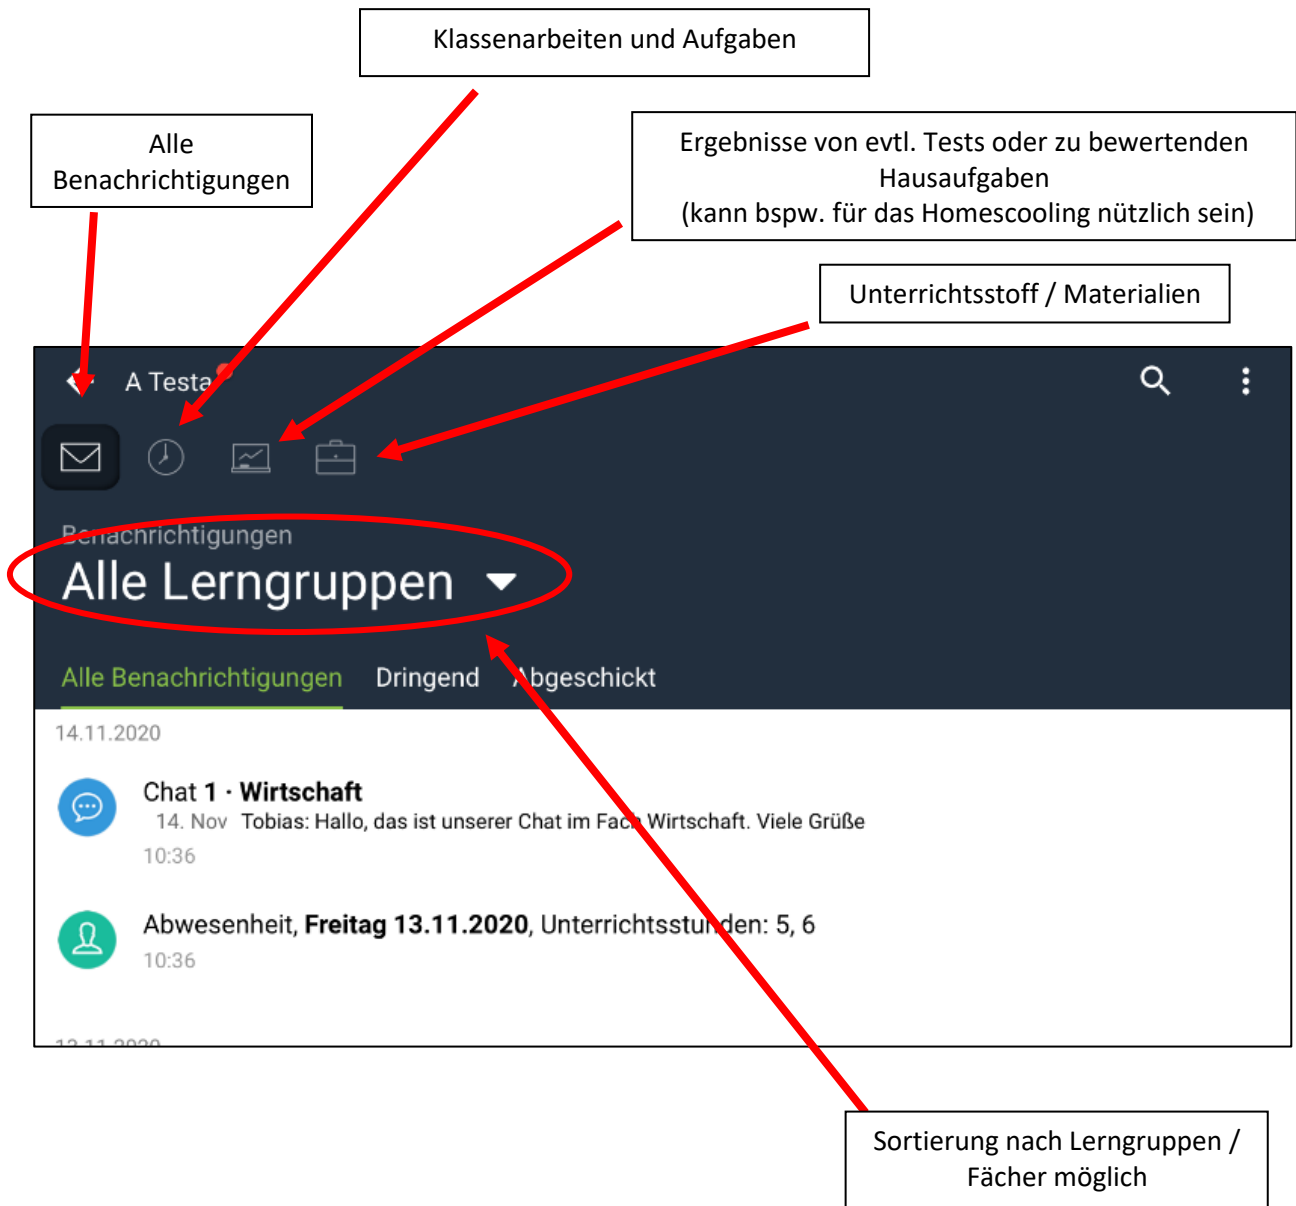 Klassenarbeiten und Aufgaben
Alle
Benachrichtigungen
Ergebnisse von evtl. Tests oder zu bewertenden
Hausaufgaben
(kann bspw. für das Homescooling nützlich sein)
Unterrichtsstoff / Materialien
A Testa
Benachrichtigungen
Alle Lerngruppen
Alle Benachrichtigungen Dringend Abgeschickt
14.11.2020
Chat 1 · Wirtschaft
14. Nov Tobias: Hallo, das ist unserer Chat im Fach Wirtschaft. Viele Grüße
10:36
Abwesenheit, Freitag 13.11.2020, Unterrichtsstunden: 5, 6
10:36
Sortierung nach Lerngruppen /
Fächer möglich